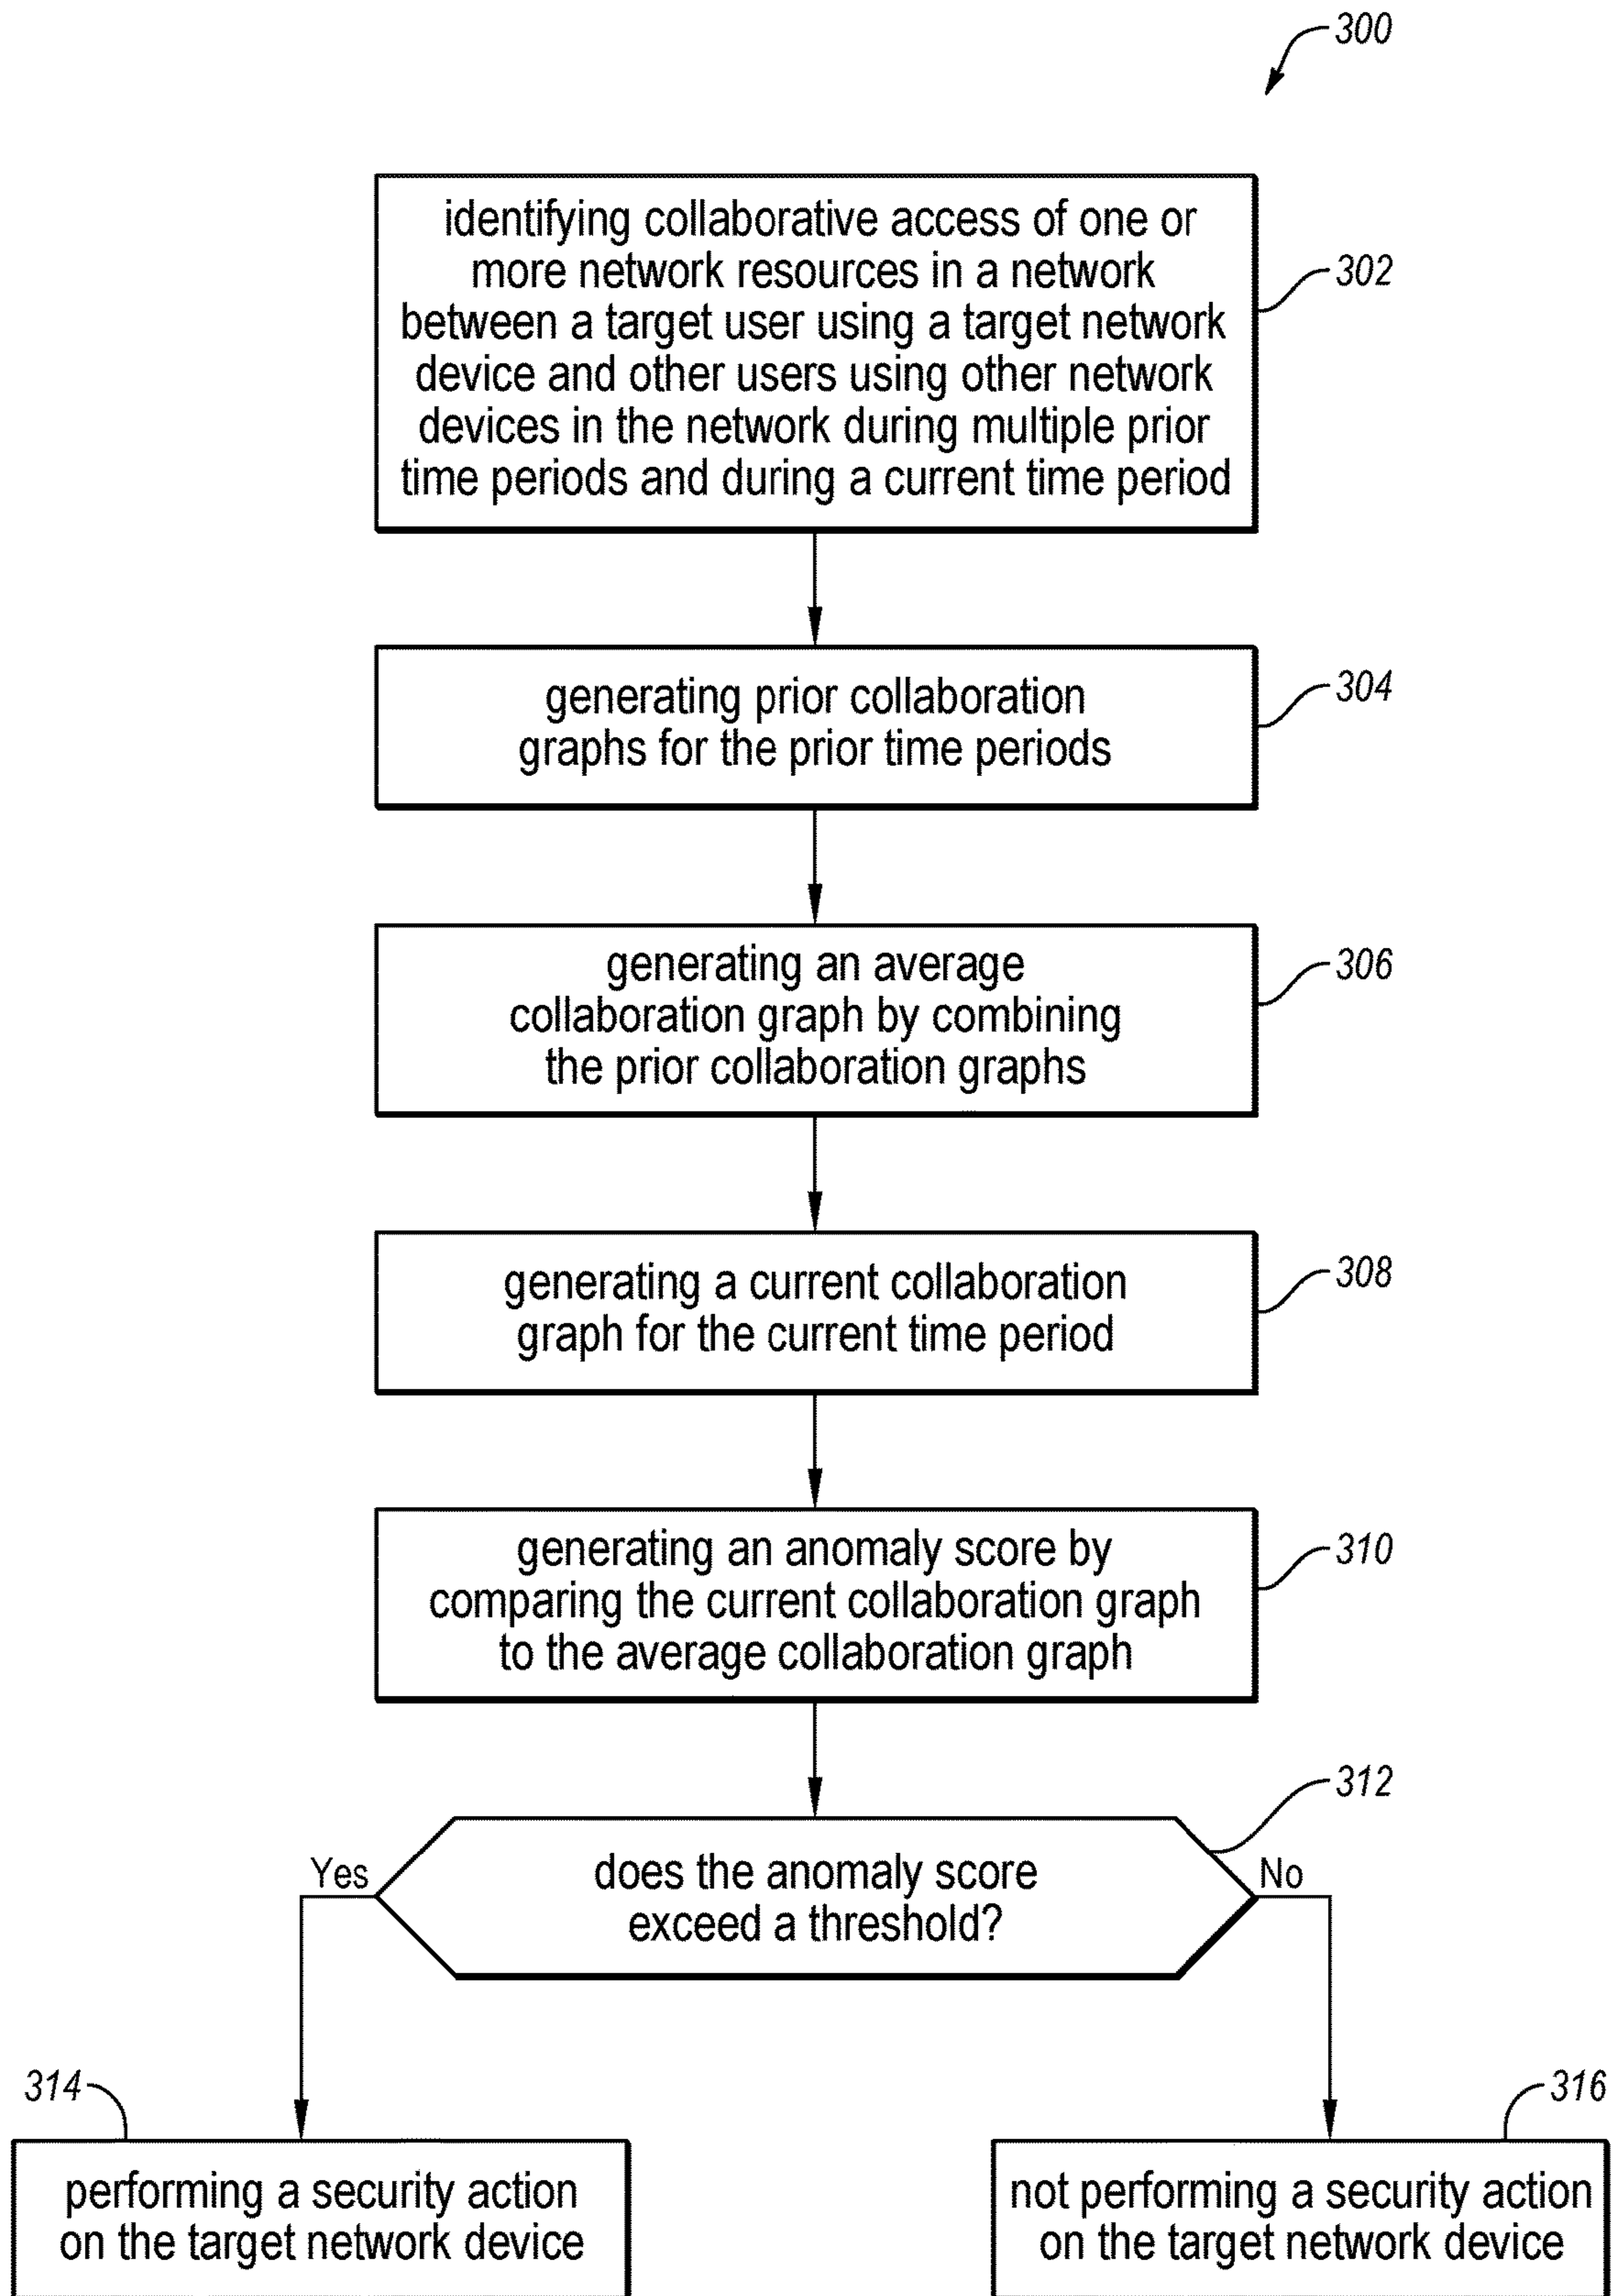 300
identifying collaborative access of one or
more network resources in a network
between a target user using a target network
device and other users using other network
devices in the network during multiple prior
time periods and during a current time period
302
generating prior collaboration
graphs for the prior time periods
304
generating an average
collaboration graph by combining
the prior collaboration graphs
306
generating a current collaboration
graph for the current time period
308
generating an anomaly score by
comparing the current collaboration graph
to the average collaboration graph
310
312
Yes
does the anomaly score
exceed a threshold?
No
314
performing a security action
on the target network device
316
not performing a security action
on the target network device